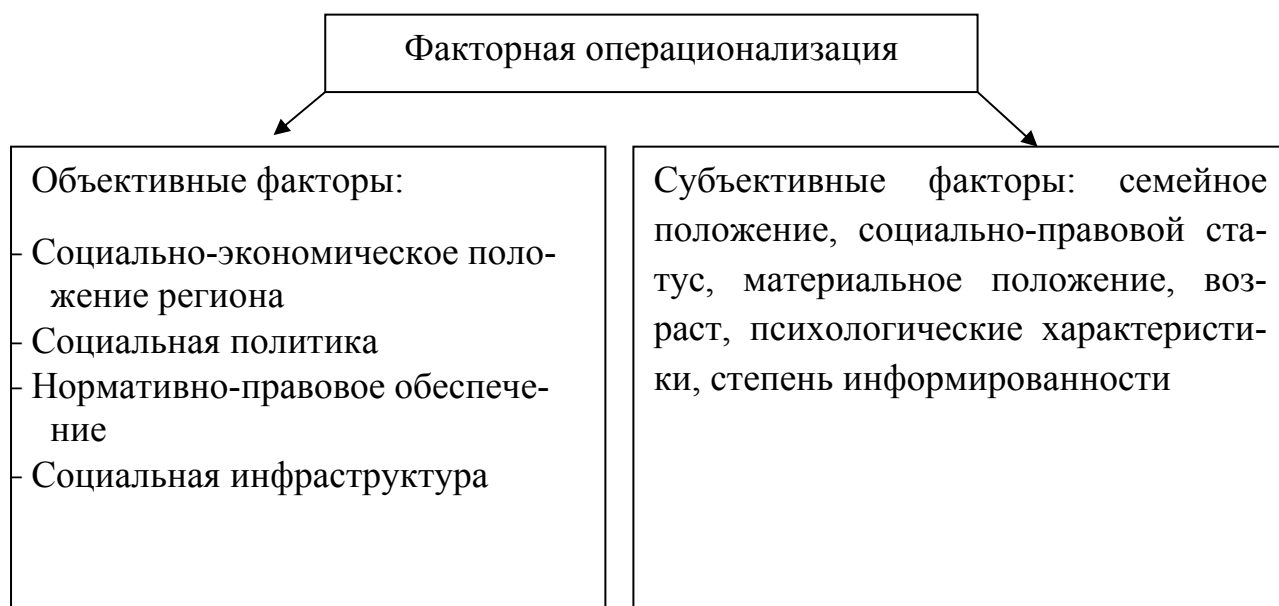 Факторная операционализация
Объективные факторы:
- Социально-экономическое поло-
жение региона
- Социальная политика
- Нормативно-правовое обеспече-
ние
- Социальная инфраструктура
Субъективные факторы: семейное
положение, социально-правовой ста-
тус, материальное положение, воз-
раст, психологические характеристи-
ки, степень информированности